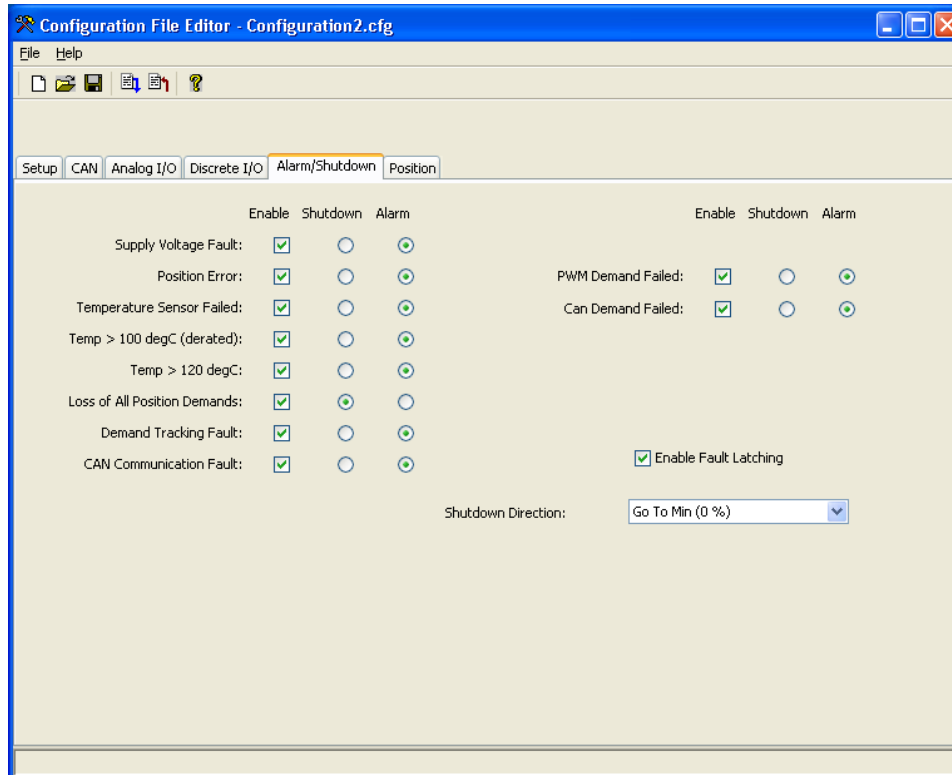 Configuration File Editor - Configuration2.cfg
File Help
Setup CAN Analog I/O Discrete I/O Alarm/Shutdown Position
Enable Shutdown Alarm
Supply Voltage Fault:
Position Error:
Temperature Sensor Failed:
Temp > 100 degC (derated):
Temp > 120 degC:
Loss of All Position Demands:
Demand Tracking Fault:
CAN Communication Fault:
Enable Shutdown Alarm
PWM Demand Failed:
Can Demand Failed:
Enable Fault Latching
Shutdown Direction: Go To Min (0 %)